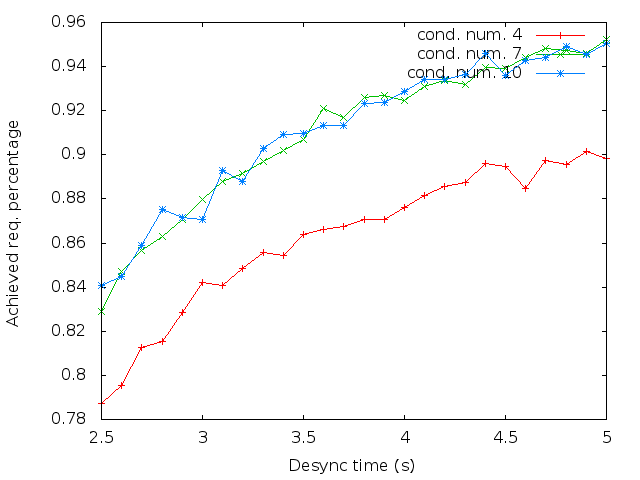 0.96
0.94
0.92
0.9
0.88
0.86
0.84
0.82
0.8
0.78
2.5 3 3.5 4 4.5 5
Achieved req. percentage
Desync time (s)
cond. num. 4
cond. num. 7
cond. num. 10